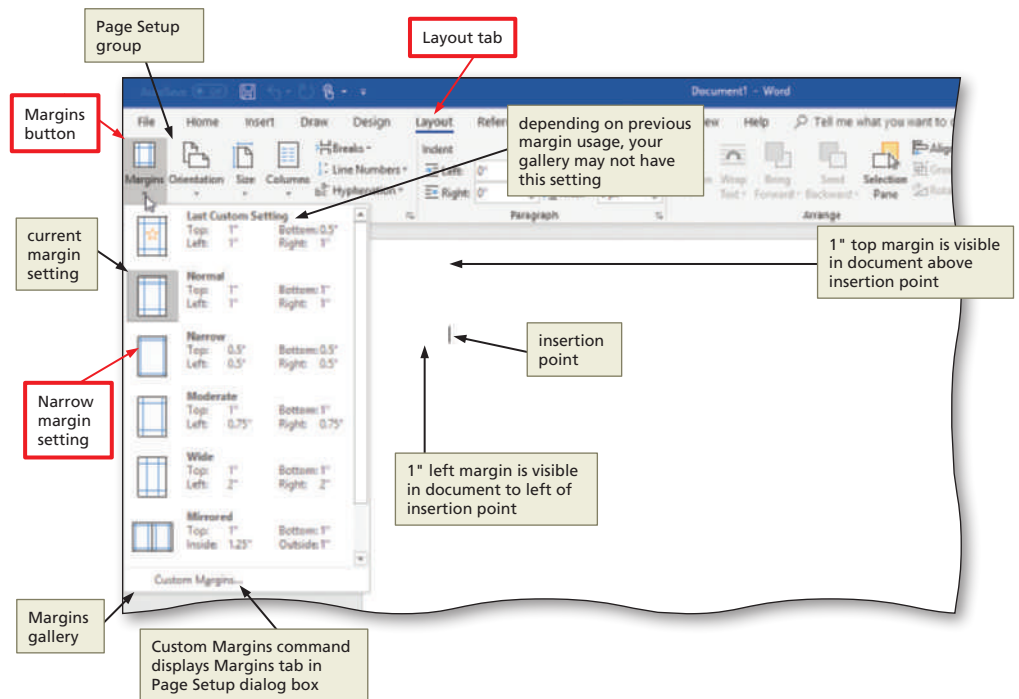 Page Setup
group
Layout tab
Margins
button
Document1 - Word
File Home Insert Draw Design Layout Help Tell me what you want to
depending on previous
margin usage, your
gallery may not have
this setting
Margins Orientation Size Columns
Breaks
Line Numbers
Hyphenation
Indent
Left: 0"
Right: 0"
Paragraph
Wrap
Text
Bring
Forward
Send
Backward
Selection
Pane
Arrange
current
margin
setting
Last Custom Setting
Top: 1" Bottom: 0.5"
Left: 1" Right: 1"
Normal
Top: 1" Bottom: 1"
Left: 1" Right: 1"
Narrow
Top: 0.5" Bottom: 0.5"
Left: 0.5" Right: 0.5"
Moderate
Top: 1" Bottom: 1"
Left: 0.75" Right: 0.75"
Wide
Top: 1" Bottom: 1"
Left: 2" Right: 2"
Mirrored
Top: 1" Bottom: 1"
Inside: 1.25" Outside: 1"
Custom Margins...
1" top margin is visible
in document above
insertion point
insertion
point
Narrow
margin
setting
1" left margin is visible
in document to left of
insertion point
Margins
gallery
Custom Margins command
displays Margins tab in
Page Setup dialog box